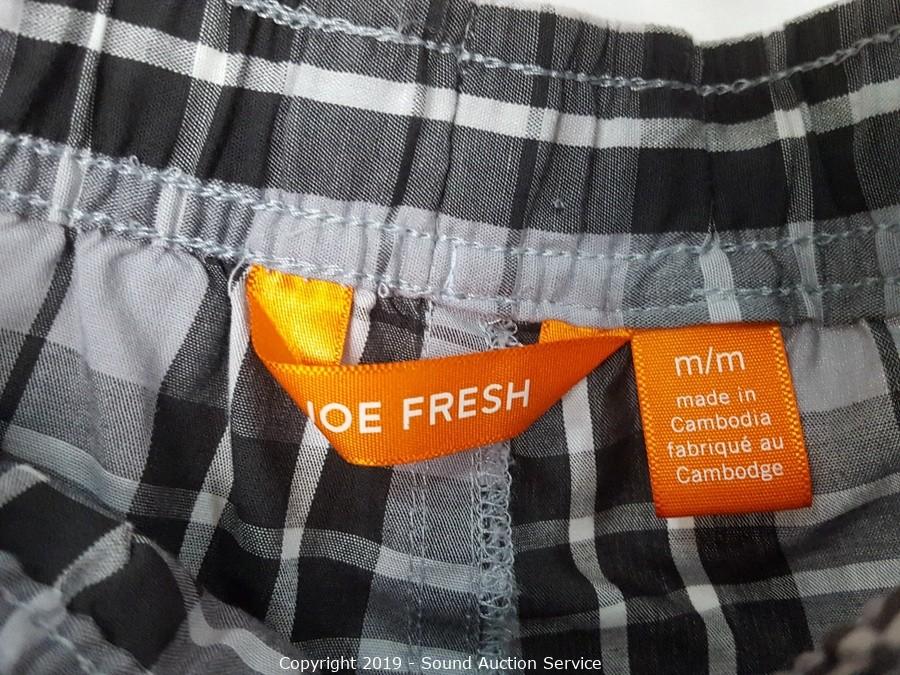 JOE FRESH
m/m
made in
Cambodia
fabriqué au
Cambodge
Copyright 2019 - Sound Auction Service